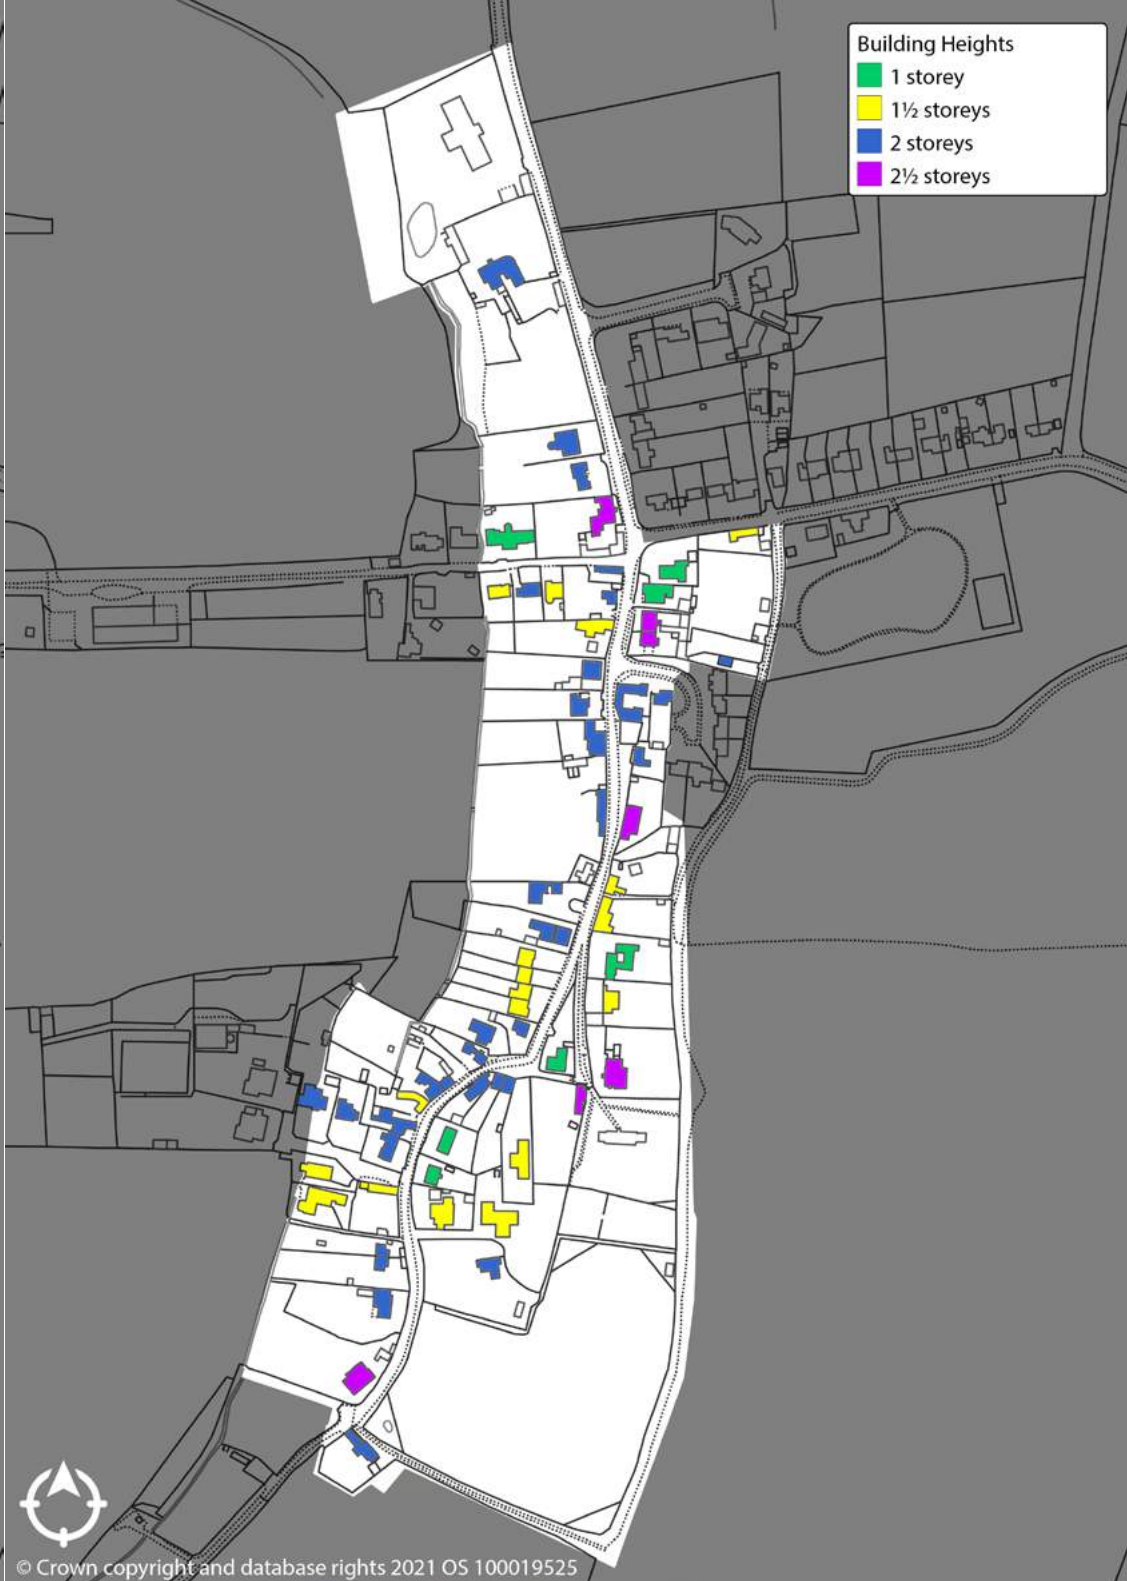 Building Heights
1 storey
1½ storeys
2 storeys
2½ storeys
© Crown copyright and database rights 2021 OS 100019525